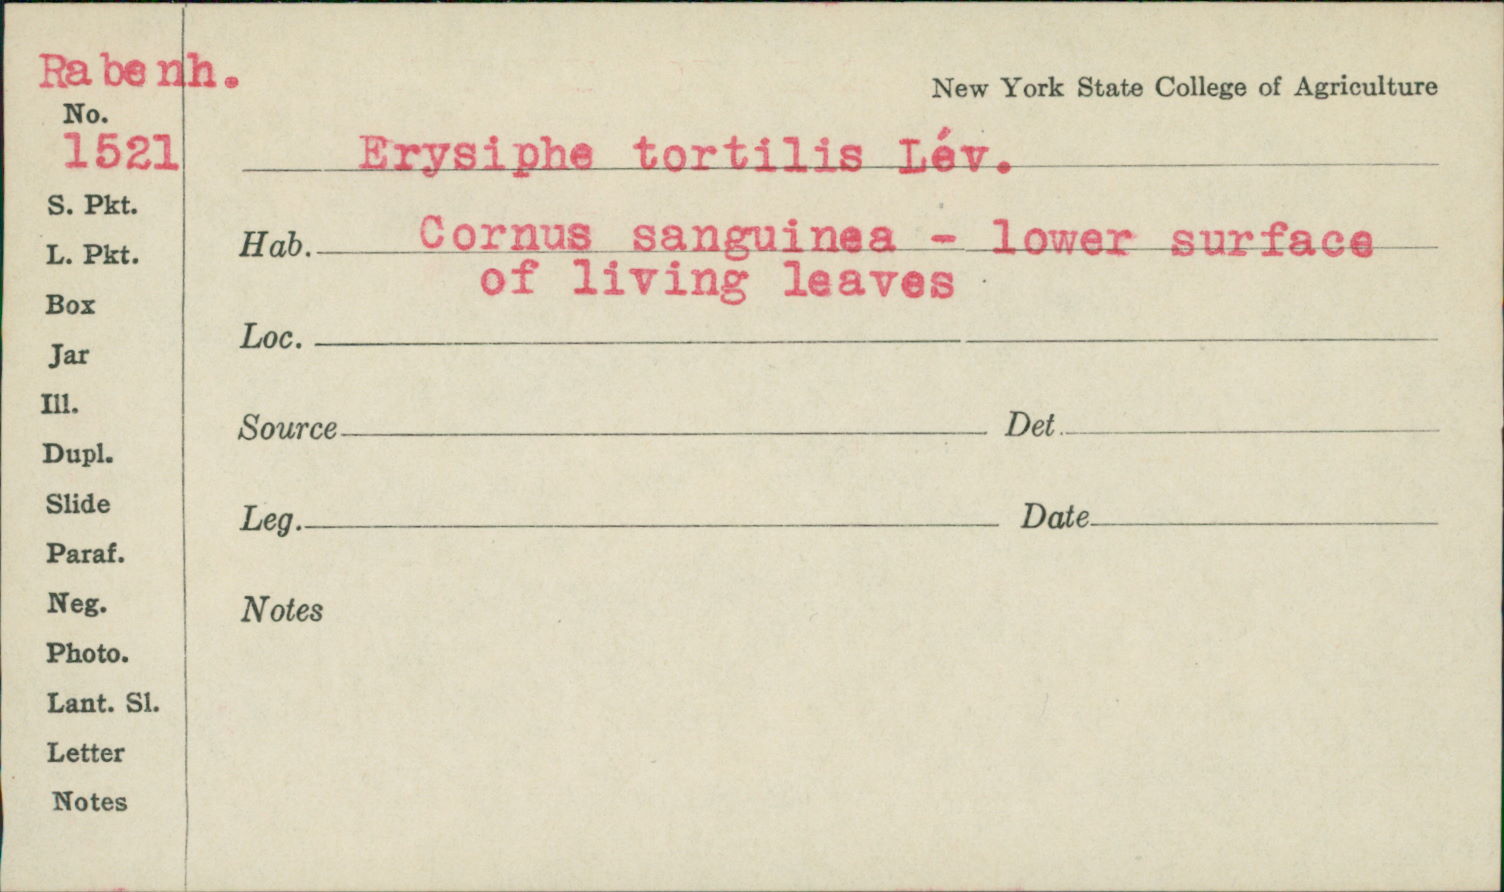 Rabenh.
New York State College of Agriculture
No.
1521
Erysiphe tortilis Lév.
S. Pkt.
Hab. Cornus sanguinea - lower surface
of living leaves
L. Pkt.
Box
Loc.
Jar
Ill.
Source Det.
Dupl.
Slide
Leg. Date
Paraf.
Neg.
Notes
Photo.
Lant. Sl.
Letter
Notes